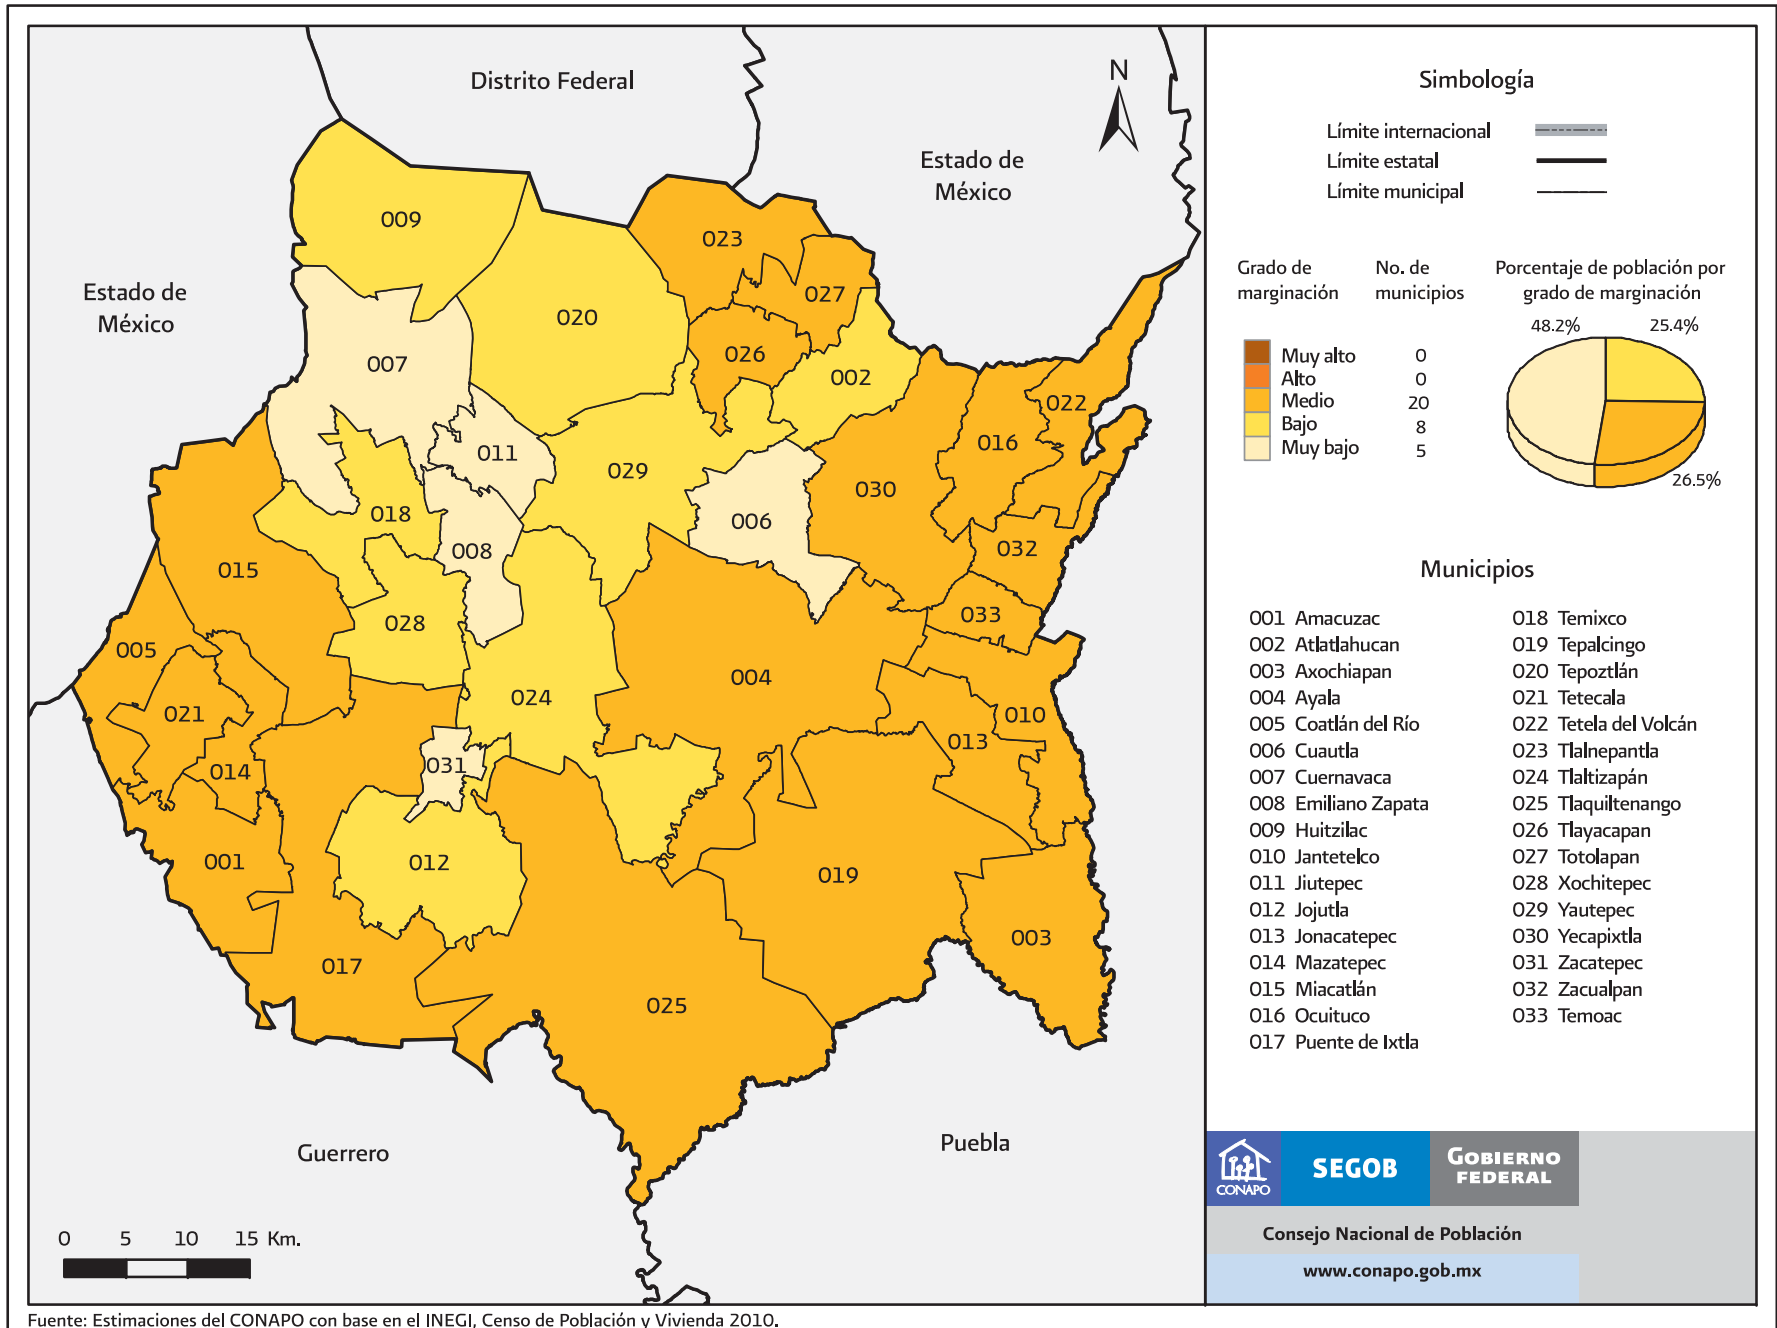 Distrito Federal
Estado de
México
N
Estado de
México
Guerrero
Puebla
009
023
027
020
026
007
002
022
011
016
029
030
018
006
008
032
015
033
028
005
004
024
021
010
013
031
014
001
012
019
003
017
025
0 5 10 15 Km.
Simbología
Límite internacional
Límite estatal
Límite municipal
Grado de
marginación
No. de
municipios
Porcentaje de población por
grado de marginación
48.2% 25.4%
26.5%
Muy alto 0
Alto 0
Medio 20
Bajo 8
Muy bajo 5
Municipios
001 Amacuzac
002 Atlatlahucan
003 Axochiapan
004 Ayala
005 Coatlán del Río
006 Cuautla
007 Cuernavaca
008 Emiliano Zapata
009 Huitzilac
010 Jantetelco
011 Jiutepec
012 Jojutla
013 Jonacatepec
014 Mazatepec
015 Miacatlán
016 Ocuituco
017 Puente de Ixtla
018 Temixco
019 Tepalcingo
020 Tepoztlán
021 Tetecala
022 Tetela del Volcán
023 Tlalnepantla
024 Tlaltizapán
025 Tlaquiltenango
026 Tlayacapan
027 Totolapan
028 Xochitepec
029 Yautepec
030 Yecapixtla
031 Zacatepec
032 Zacualpan
033 Temoac
CONAPO
SEGOB
GOBIERNO
FEDERAL
Consejo Nacional de Población
www.conapo.gob.mx
Fuente: Estimaciones del CONAPO con base en el INEGI, Censo de Población y Vivienda 2010.